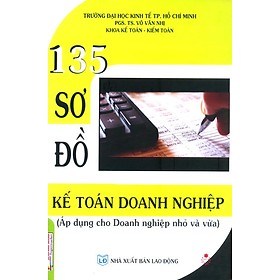 TRƯỜNG ĐẠI HỌC KINH TẾ TP. HỒ CHÍ MINH
PGS. TS. VÕ VĂN NHỊ
KHOA KẾ TOÁN - KIỂM TOÁN
135
SƠ
ĐỒ
KẾ TOÁN DOANH NGHIỆP
(Áp dụng cho Doanh nghiệp nhỏ và vừa)
LĐ NHÀ XUẤT BẢN LAO ĐỘNG